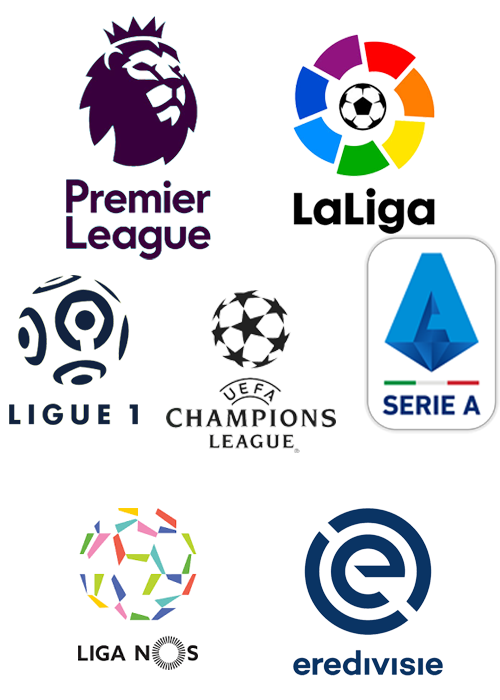 Premier
League
LaLiga
LIGUE 1
UEFA
CHAMPIONS
LEAGUE
A
SERIE A
LIGA NOS
e
eredivisie